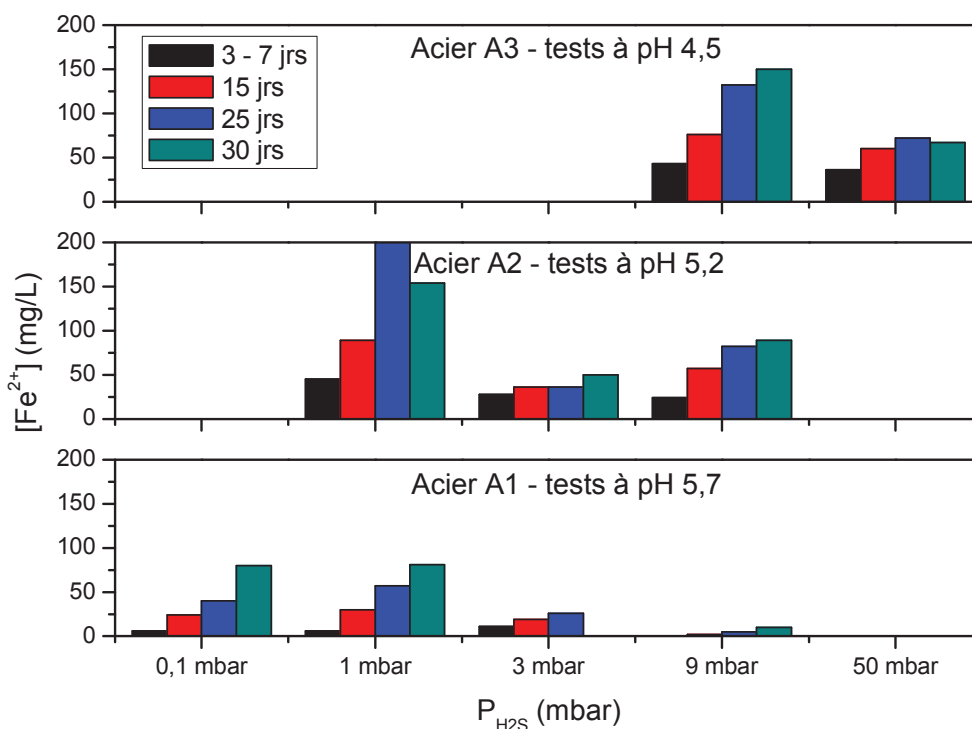 200
150
100
50
0
3 - 7 jrs
15 jrs
25 jrs
30 jrs
Acier A3 - tests à pH 4,5
200
150
100
50
0
Acier A2 - tests à pH 5,2
[Fe²⁺] (mg/L)
200
150
100
50
0
Acier A1 - tests à pH 5,7
0,1 mbar
1 mbar
3 mbar
9 mbar
50 mbar
P_H2S (mbar)